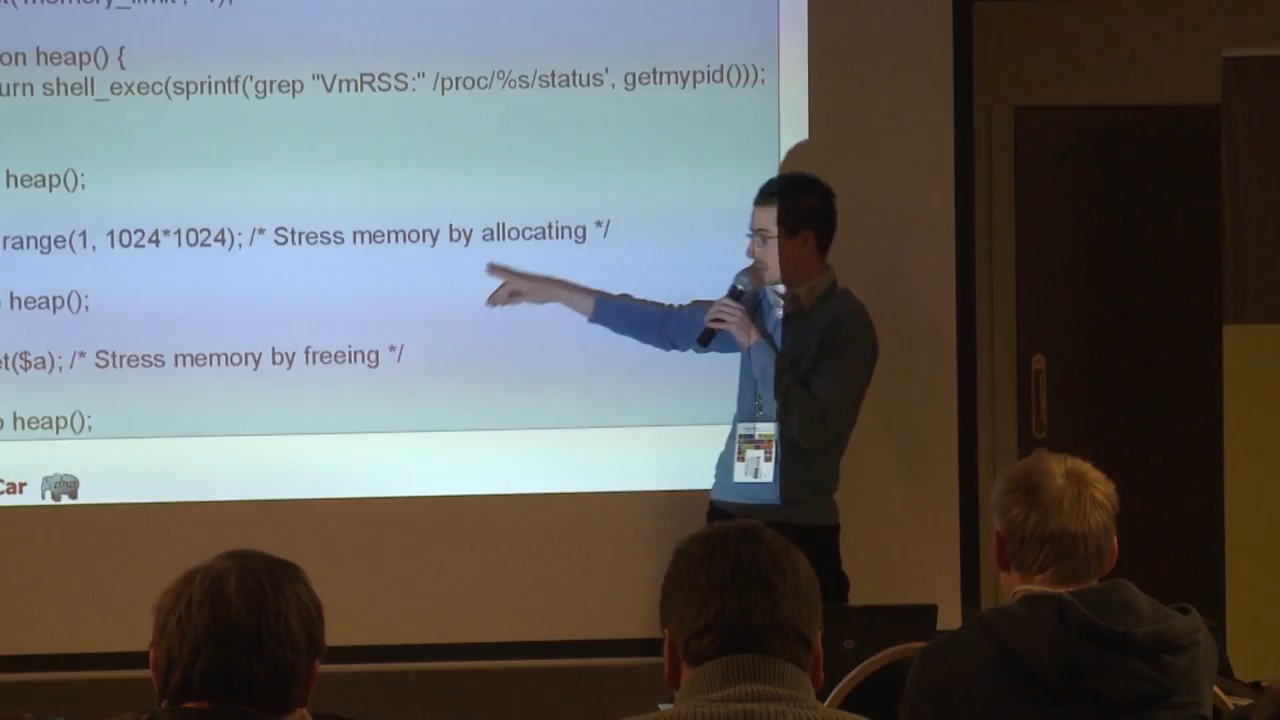 on heap() {
urn shell_exec(sprintf('grep "VmRSS:" /proc/%s/status', getmypid()));
heap();
range(1, 1024*1024); /* Stress memory by allocating */
heap();
t($a); /* Stress memory by freeing */
heap();
Car php